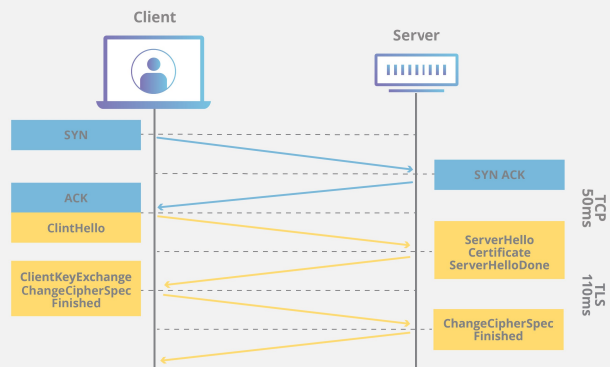 Client
Server
SYN
SYN ACK
ACK
ClintHello
TCP
50ms
ServerHello
Certificate
ServerHelloDone
ClientKeyExchange
ChangeCipherSpec
Finished
TLS
110ms
ChangeCipherSpec
Finished